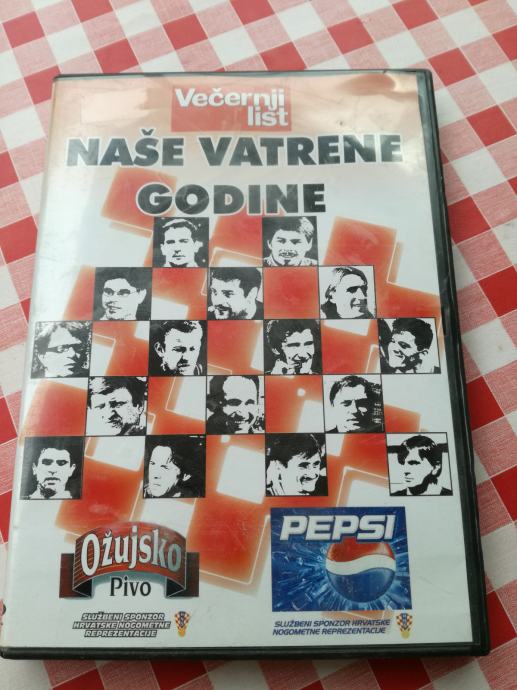 Večernji
list
NAŠE VATRENE
GODINE
Ožujsko
Pivo
SLUŽBENI SPONZOR
HRVATSKE NOGOMETNE
REPREZENTACIJE
PEPSI
SLUŽBENI SPONZOR HRVATSKE
NOGOMETNE REPREZENTACIJE